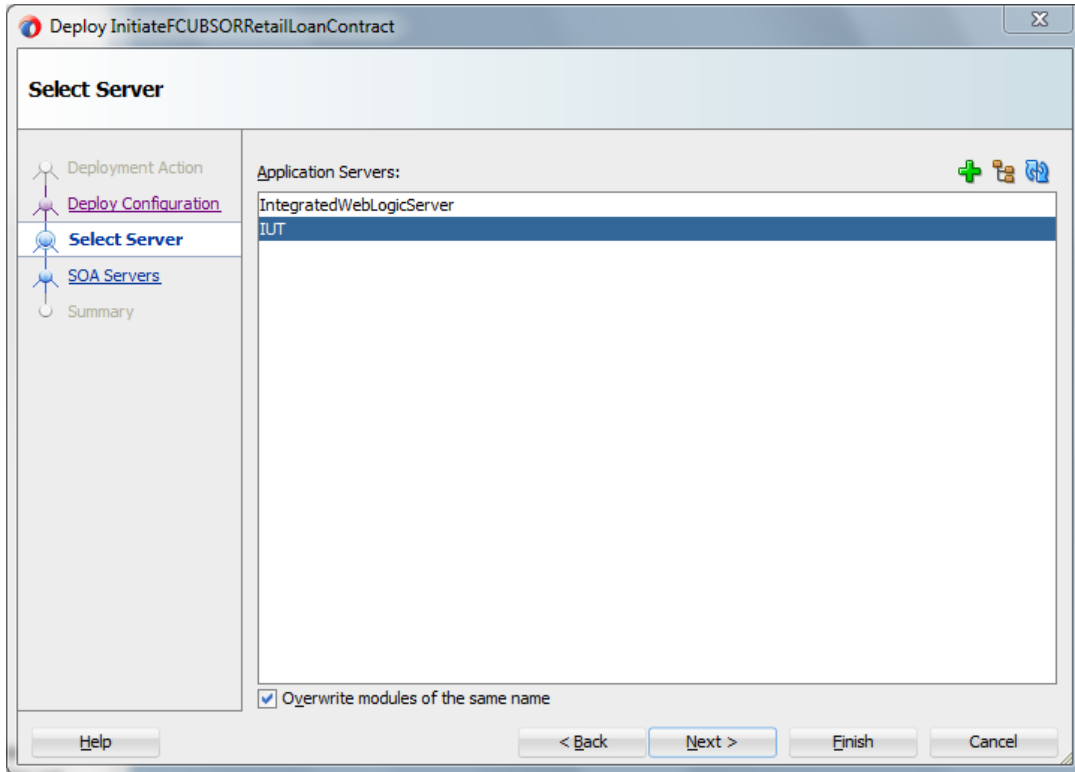 Deploy InitiateFCUBSORRetailLoanContract
Select Server
Deployment Action
Deploy Configuration
Select Server
SOA Servers
Summary
Application Servers:
IntegratedWebLogicServer
IUT
Overwrite modules of the same name
Help
< Back
Next >
Finish
Cancel